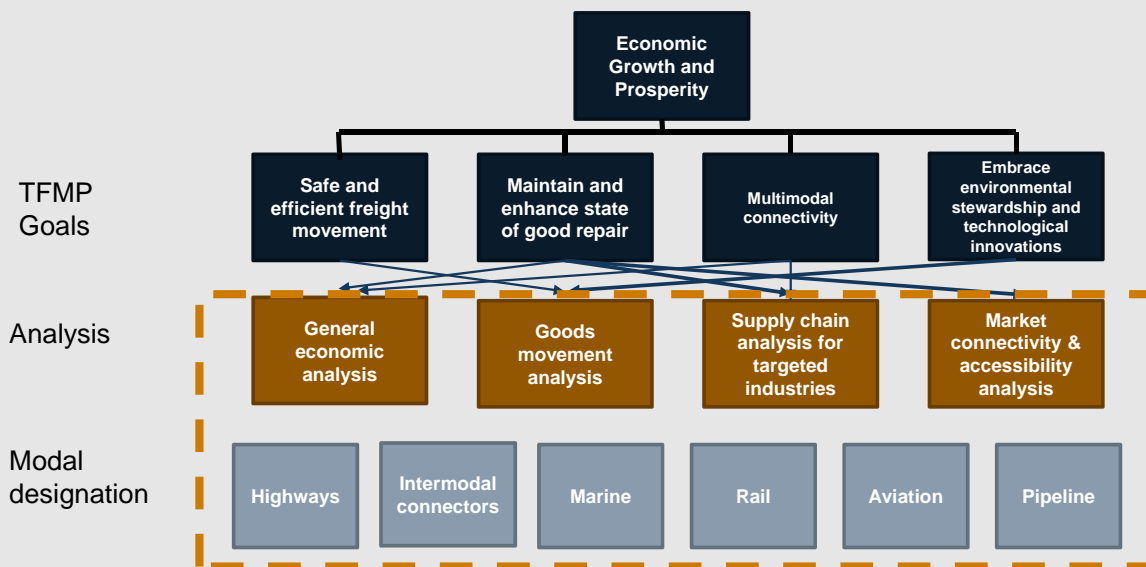 Economic
Growth and
Prosperity
TFMP
Goals
Safe and
efficient freight
movement
Maintain and
enhance state
of good repair
Multimodal
connectivity
Embrace
environmental
stewardship and
technological
innovations
Analysis
General
economic
analysis
Goods
movement
analysis
Supply chain
analysis for
targeted
industries
Market
connectivity &
accessibility
analysis
Modal
designation
Highways
Intermodal
connectors
Marine
Rail
Aviation
Pipeline